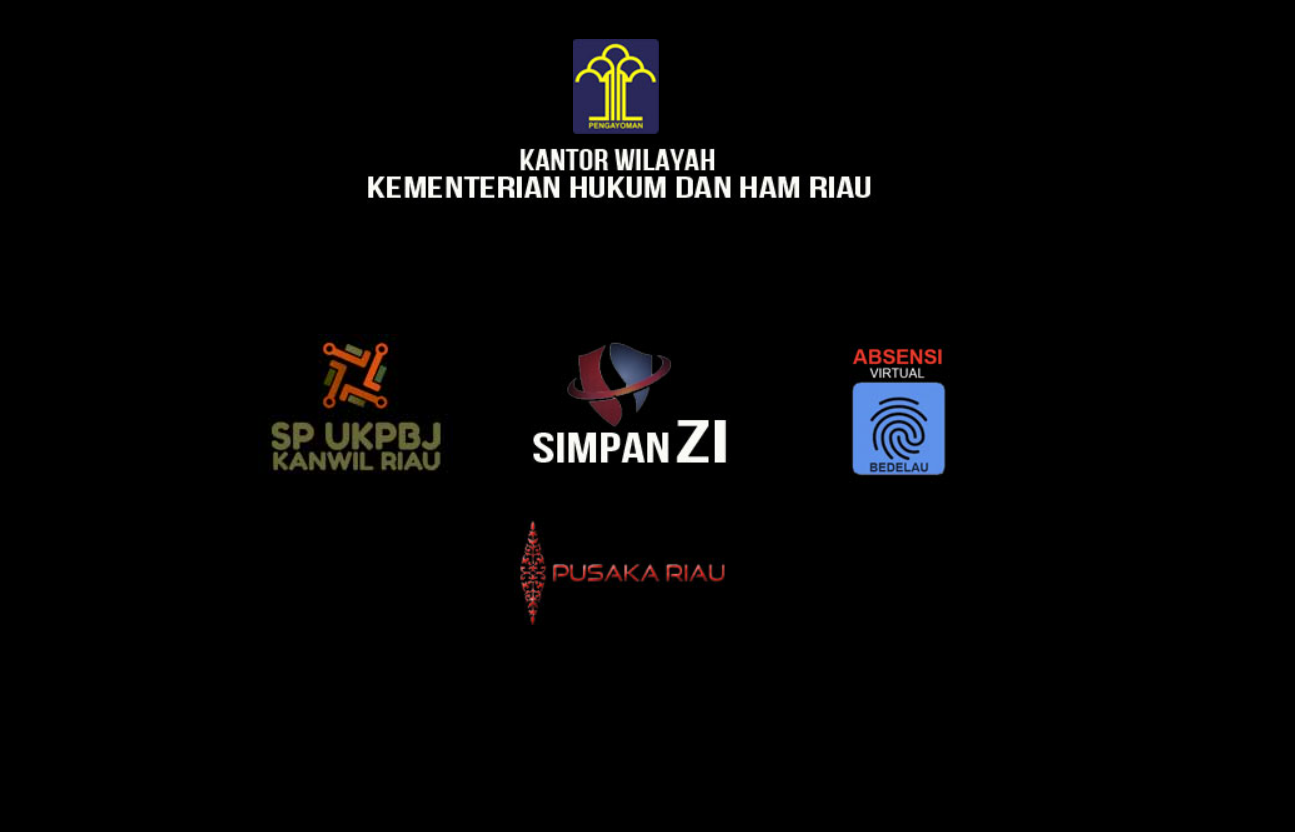 PENGAYOMAN
KANTOR WILAYAH
KEMENTERIAN HUKUM DAN HAM RIAU
SP UKPBJ
KANWIL RIAU
SIMPAN ZI
ABSENSI
VIRTUAL
BEDELAU
PUSAKA RIAU